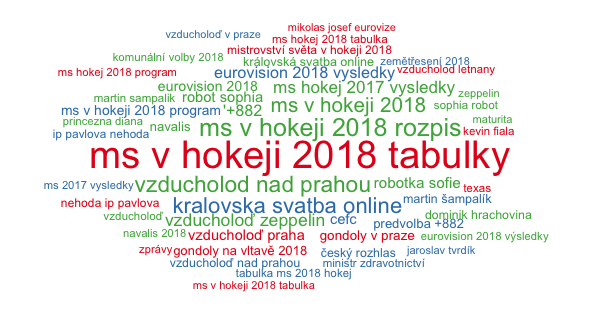 mikolas josef eurovize
vzducholoď v praze
ms hokej 2018 tabulka
mistrovství světa v hokeji 2018
komunální volby 2018
královská svatba online
zemětřesení 2018
ms hokej 2018 program
eurovision 2018 vysledky
vzducholod letnany
eurovision 2018
ms hokej 2017 vysledky
martin sampalik
robot sophia
zeppelin
ms v hokeji 2018 program
'+882
ms v hokeji 2018
sophia robot
princezna diana
navalis
ms v hokeji 2018 rozpis
maturita
ip pavlova nehoda
kevin fiala
ms v hokeji 2018 tabulky
ms 2017 vysledky
vzducholod nad prahou
robotka sofie
texas
nehoda ip pavlova
kralovska svatba online
martin šampalík
vzducholoď
vzducholoď zeppelin
cefc
predvolba +882
dominik hrachovina
navalis 2018
vzducholoď praha
gondoly v praze
eurovision 2018 výsledky
zprávy
gondoly na vltavě 2018
český rozhlas
jaroslav tvrdík
vzducholoď nad prahou
ministr zdravotnictví
tabulka ms 2018 hokej
ms v hokeji 2018 tabulka